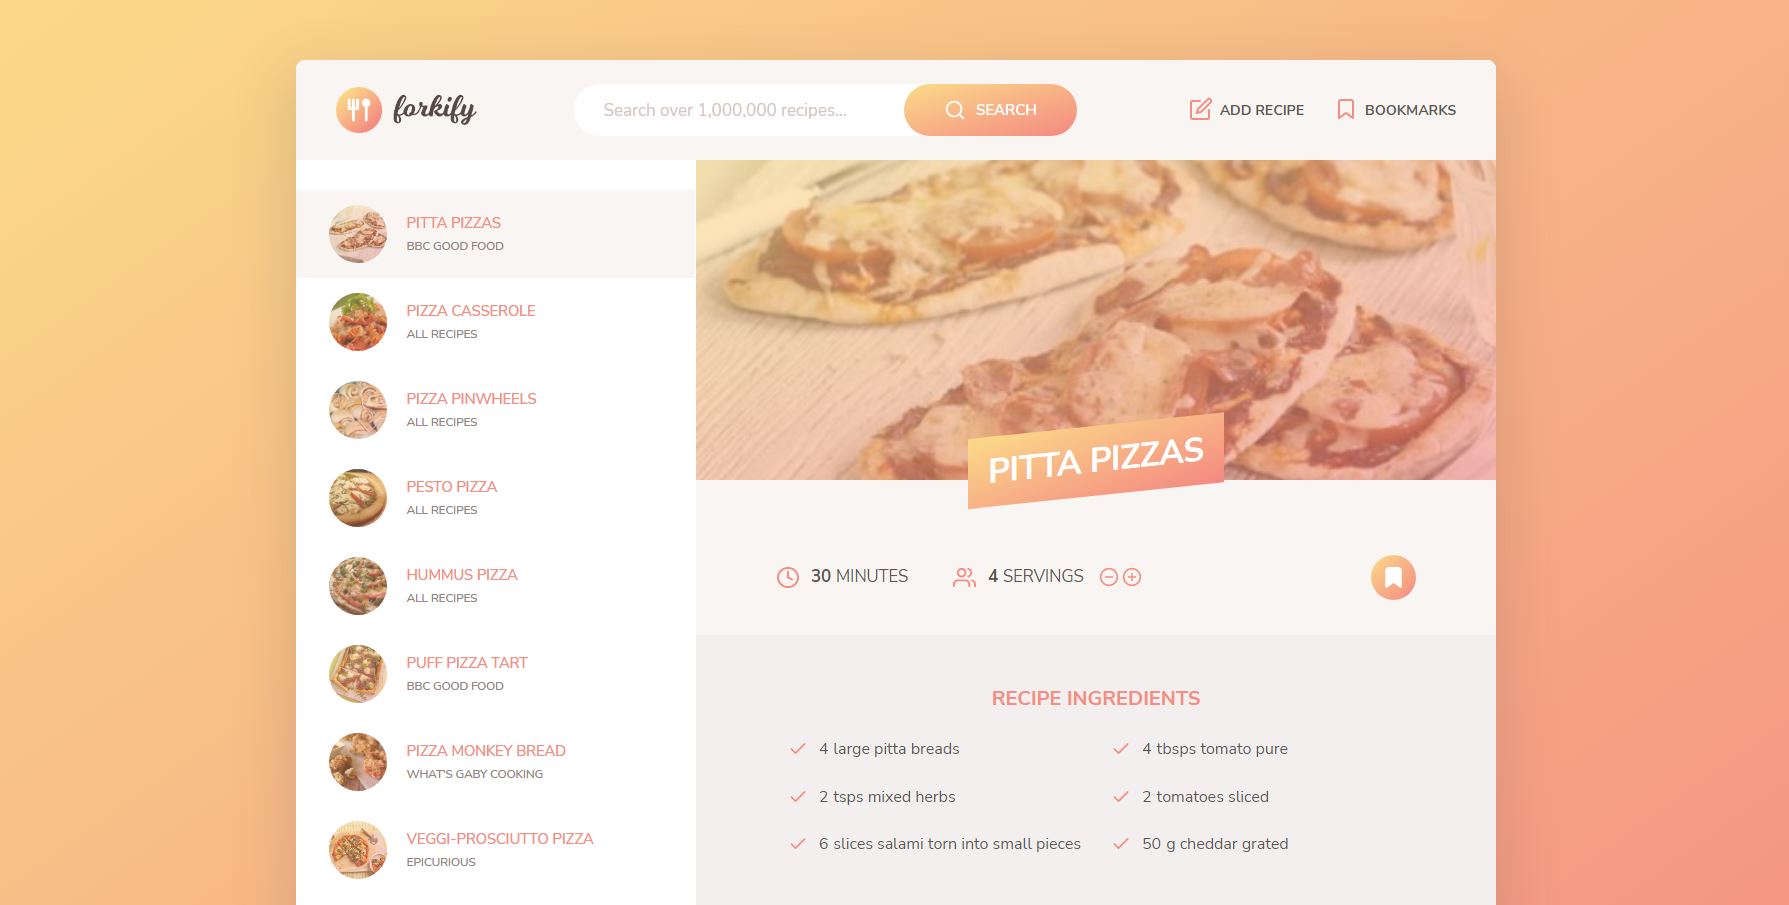 forkify
Search over 1,000,000 recipes...
SEARCH
ADD RECIPE
BOOKMARKS
PITTA PIZZAS
BBC GOOD FOOD
PIZZA CASSEROLE
ALL RECIPES
PIZZA PINWHEELS
ALL RECIPES
PESTO PIZZA
ALL RECIPES
HUMMUS PIZZA
ALL RECIPES
PUFF PIZZA TART
BBC GOOD FOOD
PIZZA MONKEY BREAD
WHAT'S GABY COOKING
VEGGI-PROSCIUTTO PIZZA
EPICURIOUS
PITTA PIZZAS
30 MINUTES
4 SERVINGS
RECIPE INGREDIENTS
4 large pitta breads
4 tbsps tomato pure
2 tsps mixed herbs
2 tomatoes sliced
6 slices salami torn into small pieces
50 g cheddar grated